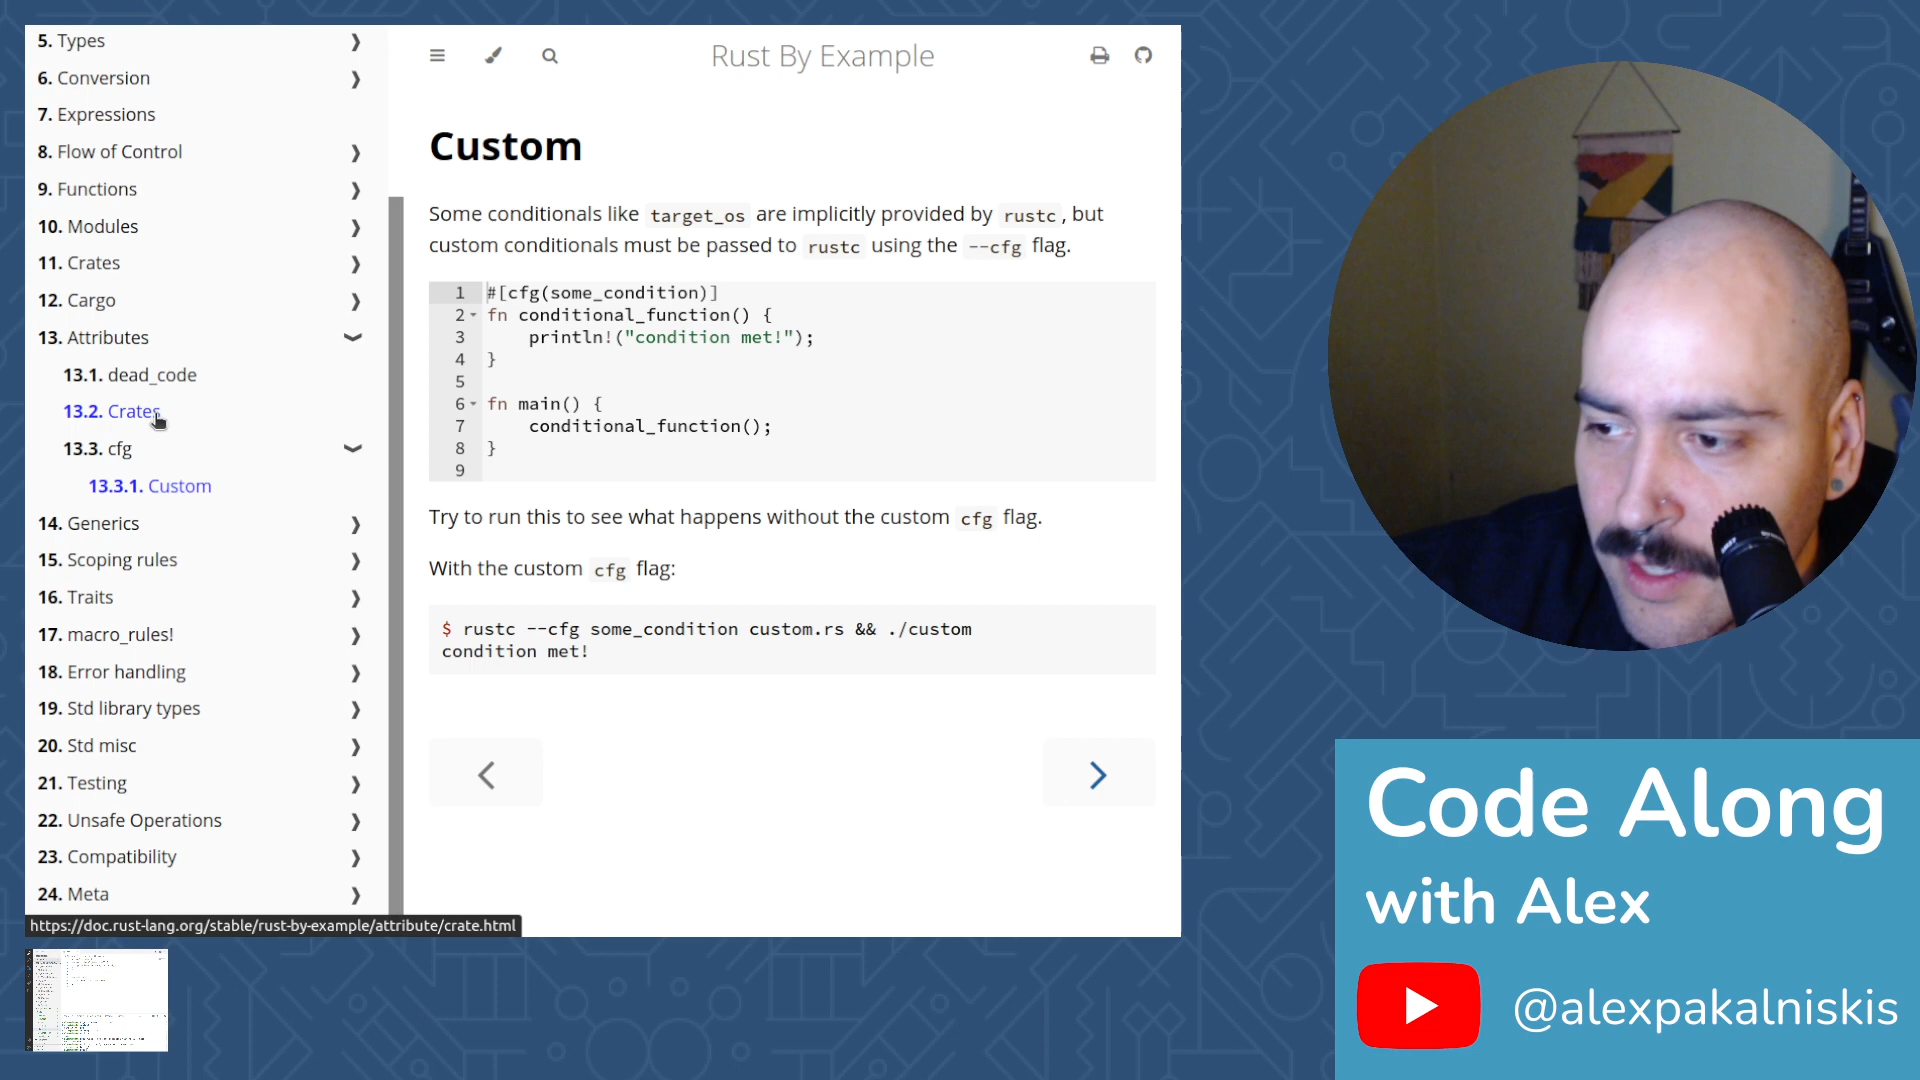 5. Types
6. Conversion
7. Expressions
8. Flow of Control
9. Functions
10. Modules
11. Crates
12. Cargo
13. Attributes
13.1. dead_code
13.2. Crates
13.3. cfg
13.3.1. Custom
14. Generics
15. Scoping rules
16. Traits
17. macro_rules!
18. Error handling
19. Std library types
20. Std misc
21. Testing
22. Unsafe Operations
23. Compatibility
24. Meta
https://doc.rust-lang.org/stable/rust-by-example/attribute/crate.html
Rust By Example
Custom
Some conditionals like target_os are implicitly provided by rustc, but
custom conditionals must be passed to rustc using the --cfg flag.
1 #[cfg(some_condition)]
2 fn conditional_function() {
3     println!("condition met!");
4 }
5
6 fn main() {
7     conditional_function();
8 }
9
Try to run this to see what happens without the custom cfg flag.
With the custom cfg flag:
$ rustc --cfg some_condition custom.rs && ./custom
condition met!
Code Along
with Alex
@alexpakalniskis